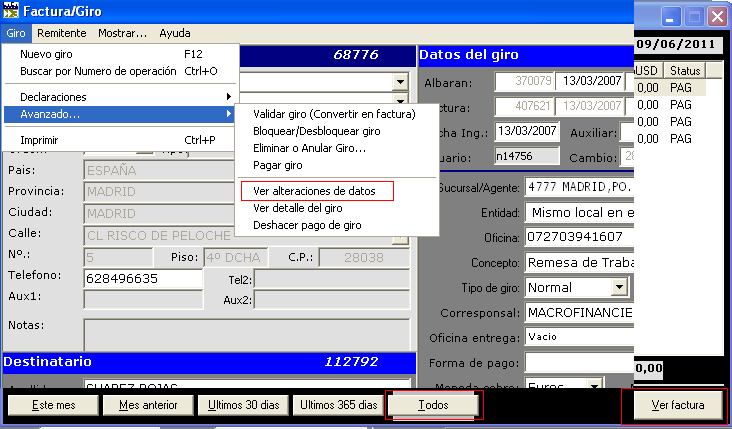 Factura/Giro
Giro Remitente Mostrar... Ayuda
Nuevo giro F12
Buscar por Numero de operación Ctrl+O
Declaraciones
Avanzado...
Imprimir Ctrl+P
Validar giro (Convertir en factura)
Bloquear/Desbloquear giro
Eliminar o Anular Giro...
Pagar giro
Ver alteraciones de datos
Ver detalle del giro
Deshacer pago de giro
68776
Pais: ESPAÑA
Provincia: MADRID
Ciudad: MADRID
Calle: CL RISCO DE PELOCHE
Nº.: 5 Piso: 4º DCHA C.P.: 28038
Telefono: 628496635 Tel2:
Aux1: Aux2:
Notas:
Destinatario 112792
SUAREZ ROJAS
Datos del giro
Albaran: 370079 13/03/2007
ctura: 407621 13/03/2007
cha Ing.: 13/03/2007 Auxiliar:
uario: n14756 Cambio: 28
Sucursal/Agente: 4777 MADRID,PO.
Entidad: Mismo local en e
Oficina: 072703941607
Concepto: Remesa de Traba
Tipo de giro: Normal
Corresponsal: MACROFINANCIE
Oficina entrega: Vacio
Forma de pago:
Moneda cobro: Euros
09/06/2011
USD Status
0,00 PAG
0,00 PAG
0,00 PAG
0,00 PAG
0,00
Este mes Mes anterior Ultimos 30 dias Ultimos 365 dias Todos Ver factura